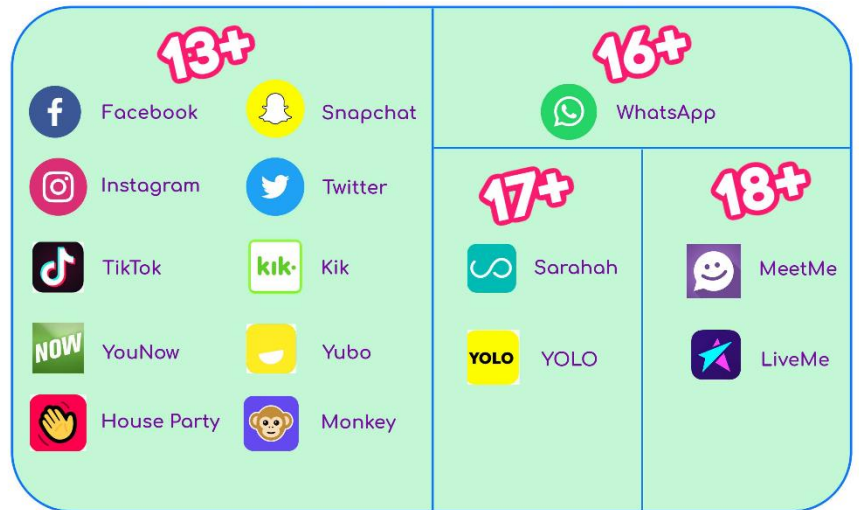 13+
Facebook
Snapchat
Instagram
Twitter
TikTok
kik·
Kik
NOW
YouNow
Yubo
House Party
Monkey
16+
WhatsApp
17+
Sarahah
YOLO
YOLO
18+
MeetMe
LiveMe